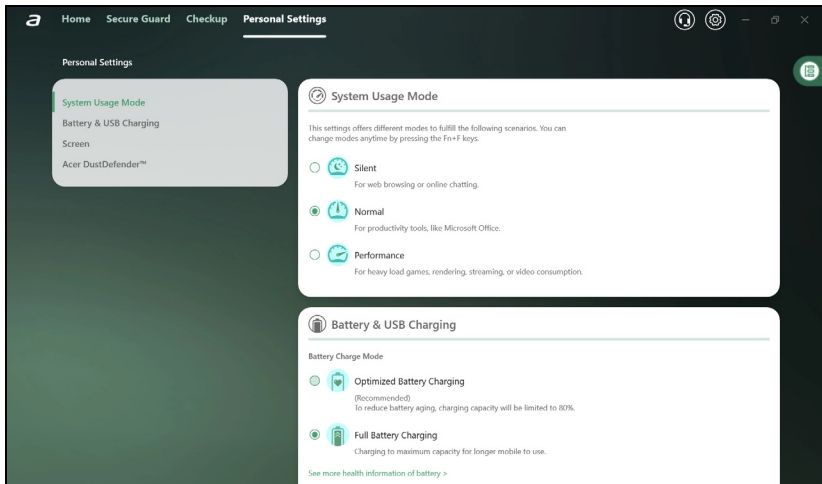 a
Home Secure Guard Checkup Personal Settings
Personal Settings
System Usage Mode
Battery & USB Charging
Screen
Acer DustDefender™
System Usage Mode
This settings offers different modes to fulfill the following scenarios. You can
change modes anytime by pressing the Fn+F keys.
Silent
For web browsing or online chatting.
Normal
For productivity tools, like Microsoft Office.
Performance
For heavy load games, rendering, streaming, or video consumption.
Battery & USB Charging
Battery Charge Mode
Optimized Battery Charging
(Recommended)
To reduce battery aging, charging capacity will be limited to 80%.
Full Battery Charging
Charging to maximum capacity for longer mobile to use.
See more health information of battery >